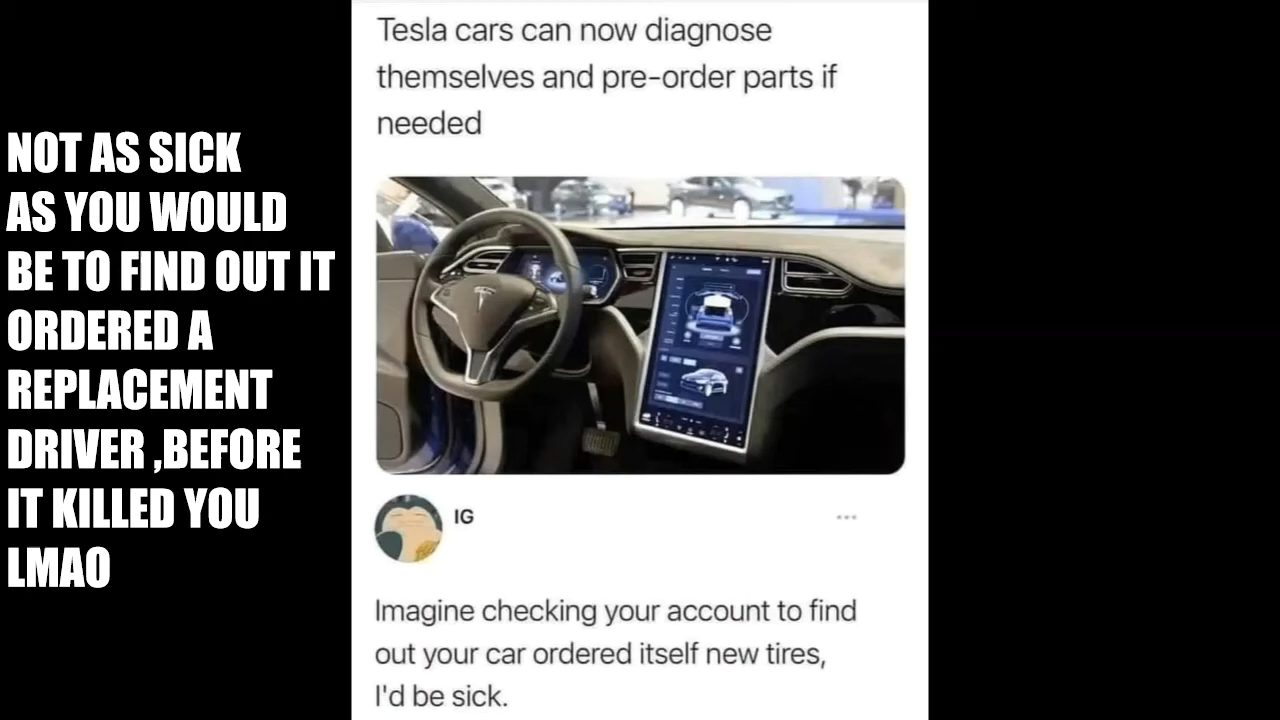 NOT AS SICK
AS YOU WOULD
BE TO FIND OUT IT
ORDERED A
REPLACEMENT
DRIVER ,BEFORE
IT KILLED YOU
LMAO
Tesla cars can now diagnose
themselves and pre-order parts if
needed
IG
Imagine checking your account to find
out your car ordered itself new tires,
I'd be sick.